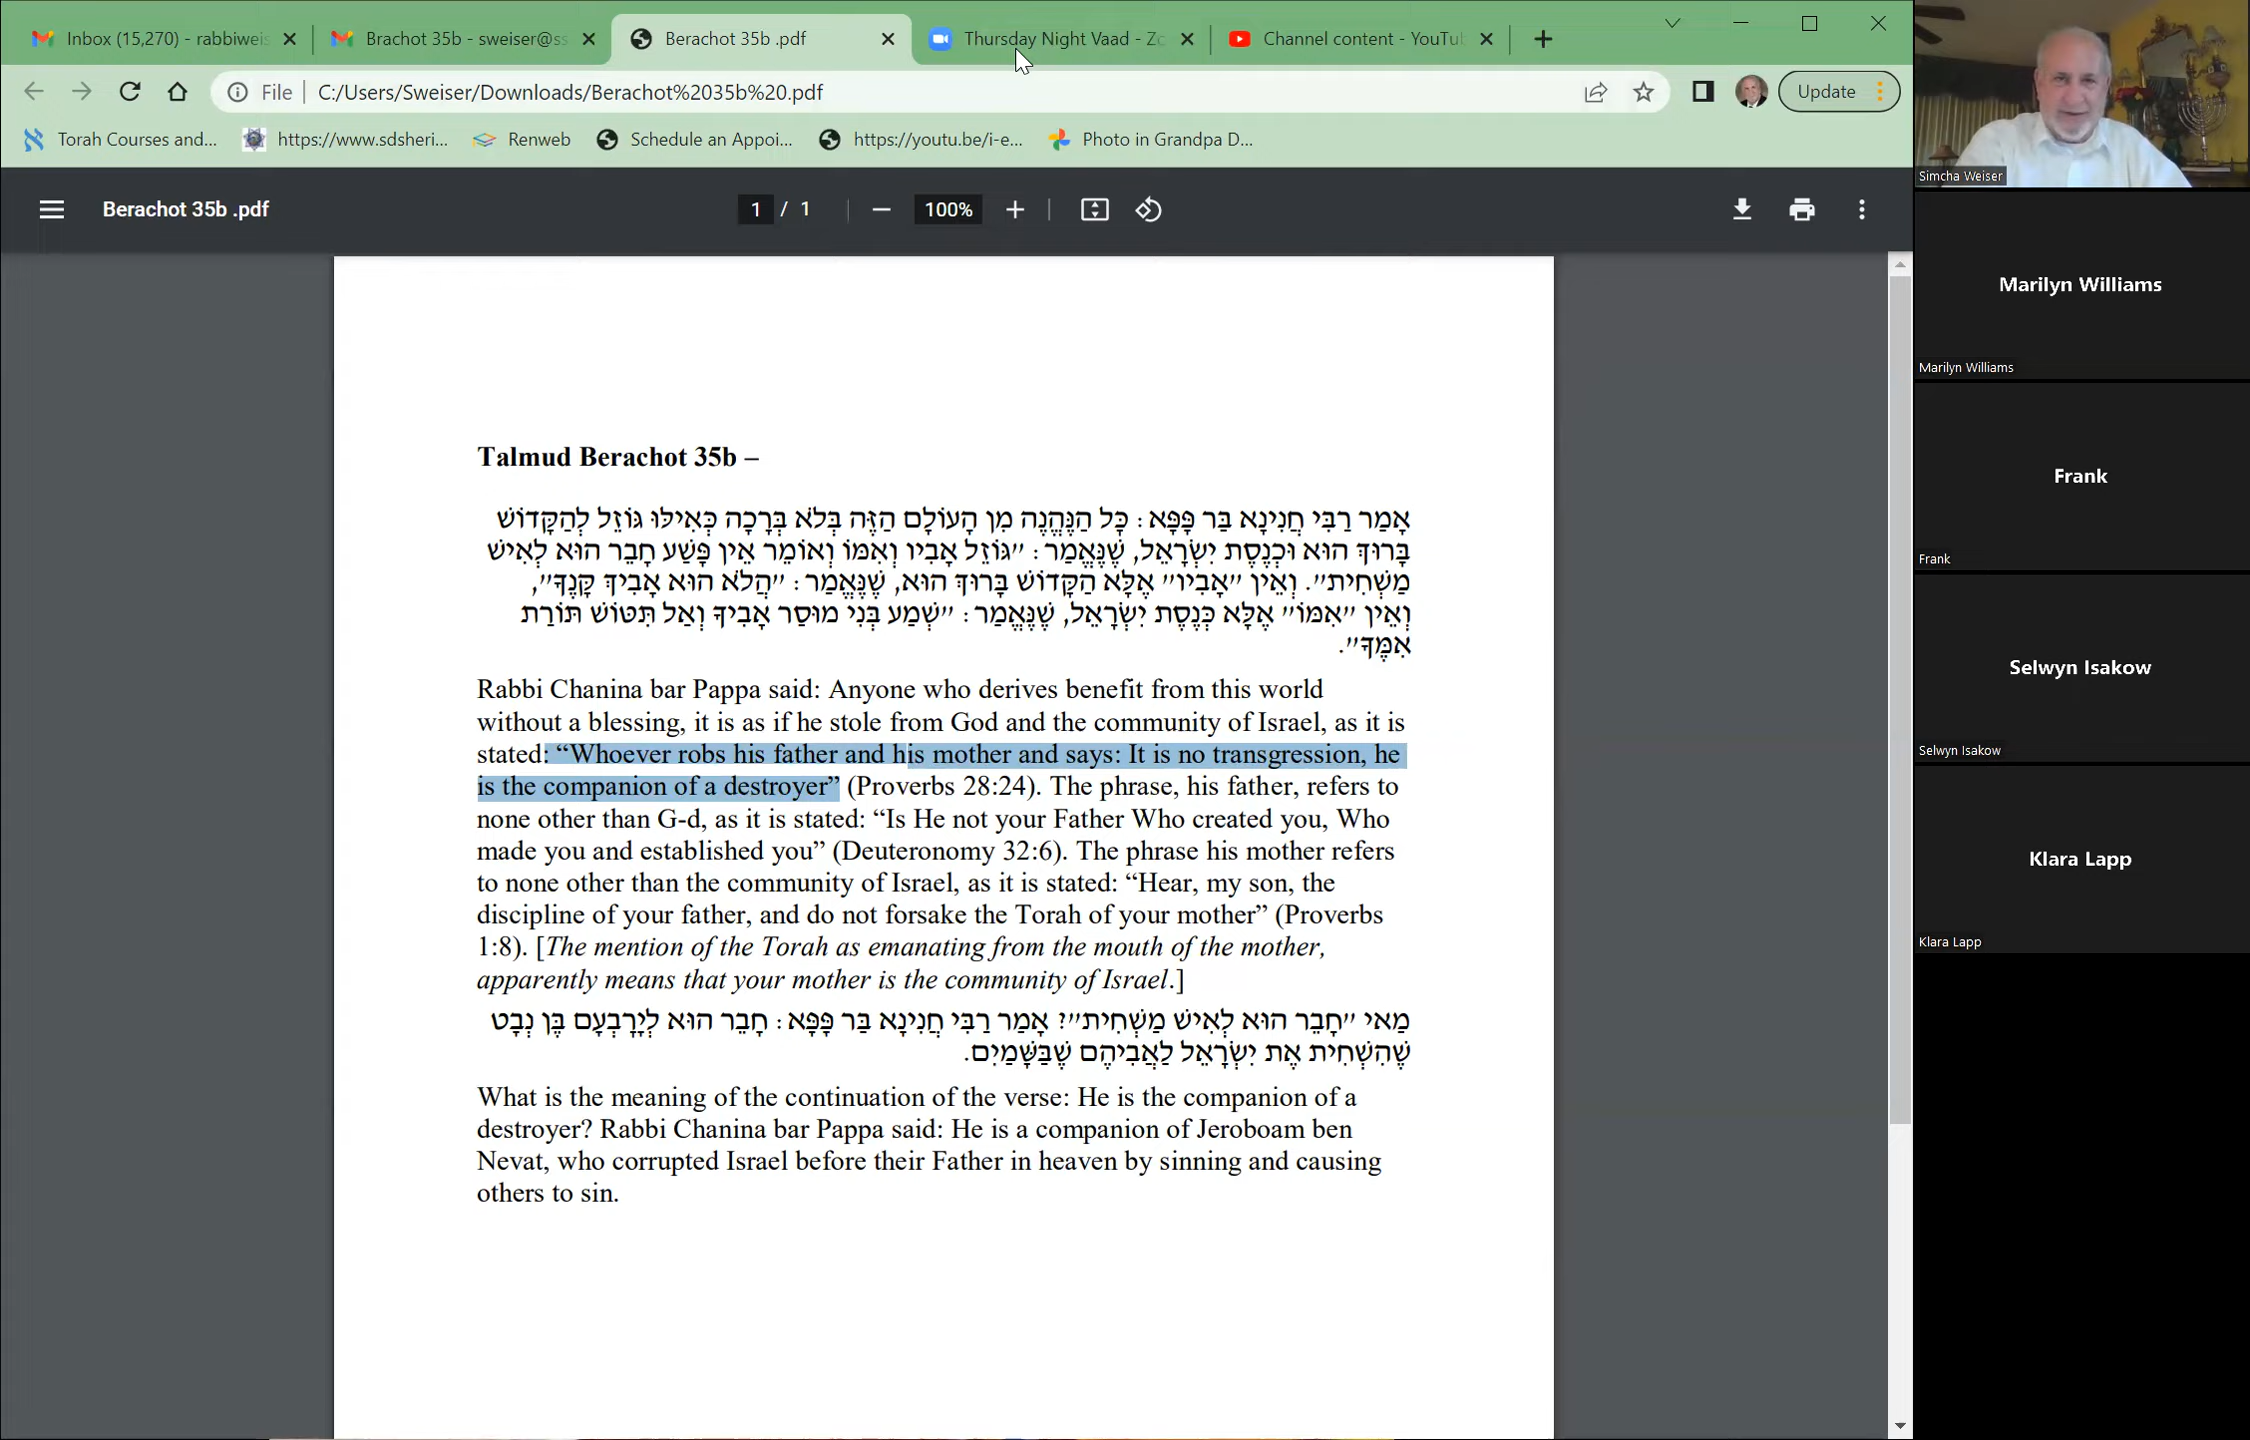 Inbox (15,270) - rabbiweis
Brachot 35b - sweiser@ss
Berachot 35b .pdf
Thursday Night Vaad - Zo
Channel content - YouTub
File | C:/Users/Sweiser/Downloads/Berachot%2035b%20.pdf
Update
Torah Courses and...
https://www.sdsheri...
Renweb
Schedule an Appoi...
https://youtu.be/i-e...
Photo in Grandpa D...
Berachot 35b .pdf
1 / 1
100%
Talmud Berachot 35b –
אָמַר רַבִּי חֲנִינָא בַּר פָּפָּא: כָּל הַנֶּהֱנֶה מִן הָעוֹלָם הַזֶּה בְּלֹא בְּרָכָה כְּאִילּוּ גּוֹזֵל לְהַקָּדוֹשׁ
בָּרוּךְ הוּא וּכְנֶסֶת יִשְׂרָאֵל, שֶׁנֶּאֱמַר: ״גּוֹזֵל אָבִיו וְאִמּוֹ וְאוֹמֵר אֵין פָּשַׁע חָבֵר הוּא לְאִישׁ
מַשְׁחִית״. וְאֵין ״אָבִיו״ אֶלָּא הַקָּדוֹשׁ בָּרוּךְ הוּא, שֶׁנֶּאֱמַר: ״הֲלֹא הוּא אָבִיךָ קָּנֶךָ״,
וְאֵין ״אִמּוֹ״ אֶלָּא כְּנֶסֶת יִשְׂרָאֵל, שֶׁנֶּאֱמַר: ״שְׁמַע בְּנִי מוּסַר אָבִיךָ וְאַל תִּטּוֹשׁ תּוֹרַת
אִמֶּךָ״.
Rabbi Chanina bar Pappa said: Anyone who derives benefit from this world
without a blessing, it is as if he stole from God and the community of Israel, as it is
stated: “Whoever robs his father and his mother and says: It is no transgression, he
is the companion of a destroyer” (Proverbs 28:24). The phrase, his father, refers to
none other than G-d, as it is stated: “Is He not your Father Who created you, Who
made you and established you” (Deuteronomy 32:6). The phrase his mother refers
to none other than the community of Israel, as it is stated: “Hear, my son, the
discipline of your father, and do not forsake the Torah of your mother” (Proverbs
1:8). [The mention of the Torah as emanating from the mouth of the mother,
apparently means that your mother is the community of Israel.]
מַאי ״חָבֵר הוּא לְאִישׁ מַשְׁחִית״? אָמַר רַבִּי חֲנִינָא בַּר פָּפָּא: חָבֵר הוּא לְיָרָבְעָם בֶּן נְבָט
שֶׁהִשְׁחִית אֶת יִשְׂרָאֵל לַאֲבִיהֶם שֶׁבַּשָּׁמַיִם.
What is the meaning of the continuation of the verse: He is the companion of a
destroyer? Rabbi Chanina bar Pappa said: He is a companion of Jeroboam ben
Nevat, who corrupted Israel before their Father in heaven by sinning and causing
others to sin.
Simcha Weiser
Marilyn Williams
Marilyn Williams
Frank
Frank
Selwyn Isakow
Selwyn Isakow
Klara Lapp
Klara Lapp